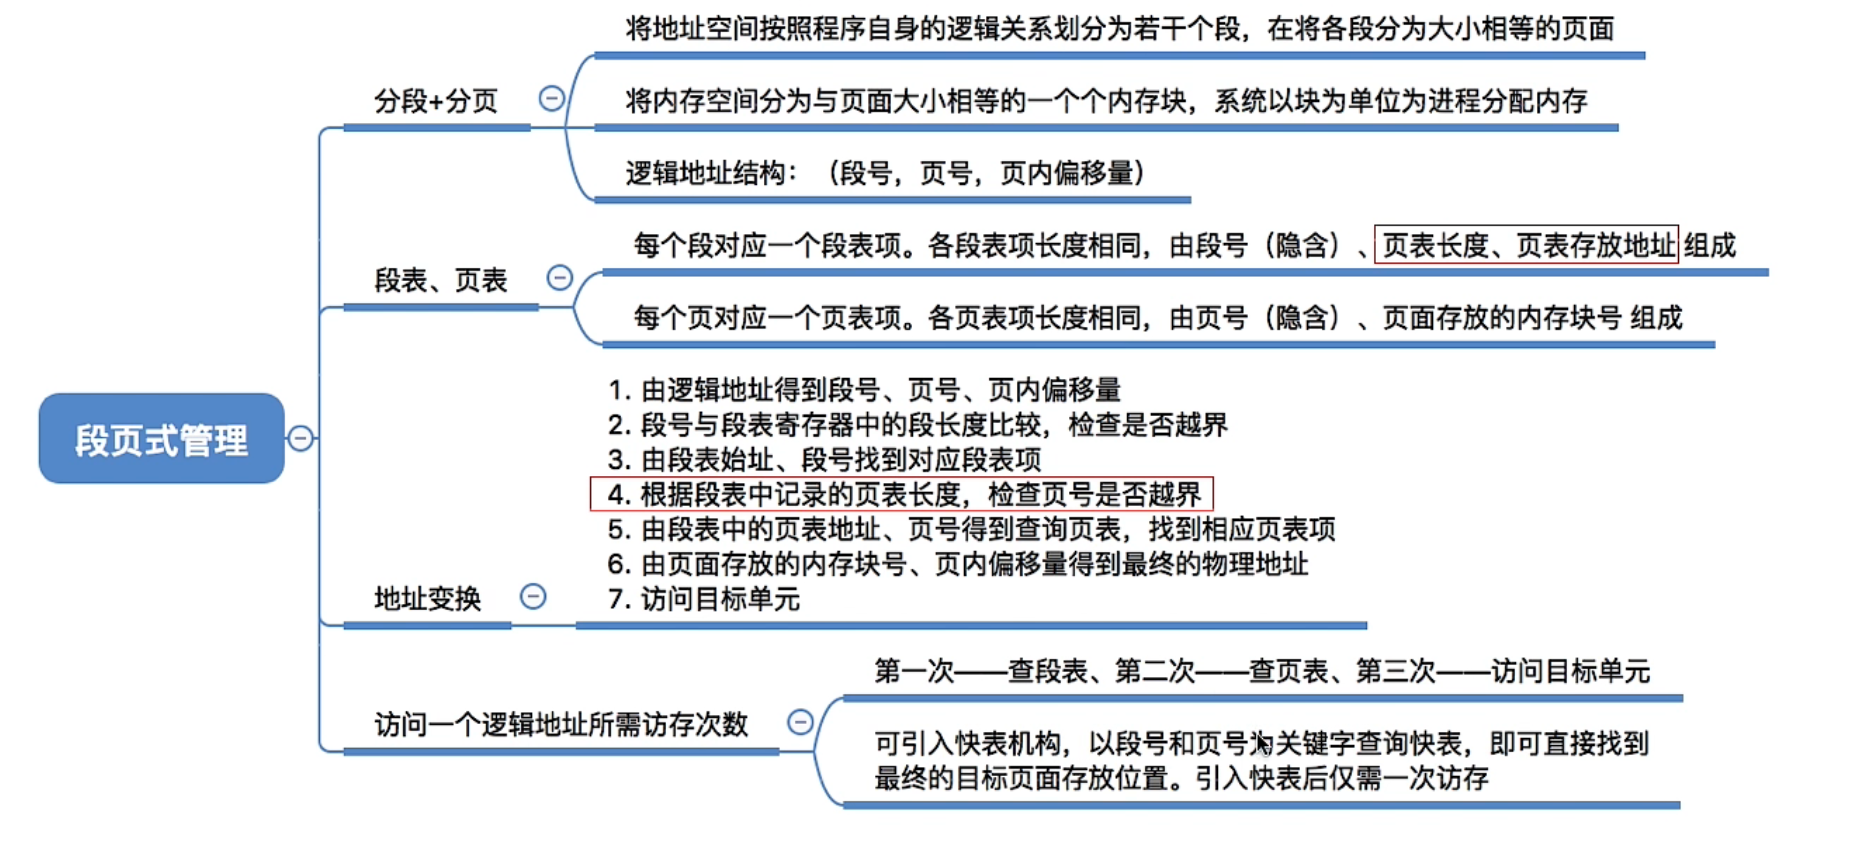 将地址空间按照程序自身的逻辑关系划分为若干个段，在将各段分为大小相等的页面
分段+分页
将内存空间分为与页面大小相等的一个个内存块，系统以块为单位为进程分配内存
逻辑地址结构：（段号，页号，页内偏移量）
每个段对应一个段表项。各段表项长度相同，由段号（隐含）、页表长度、页表存放地址 组成
段表、页表
每个页对应一个页表项。各页表项长度相同，由页号（隐含）、页面存放的内存块号 组成
段页式管理
1. 由逻辑地址得到段号、页号、页内偏移量
2. 段号与段表寄存器中的段长度比较，检查是否越界
3. 由段表始址、段号找到对应段表项
4. 根据段表中记录的页表长度，检查页号是否越界
5. 由段表中的页表地址、页号得到查询页表，找到相应页表项
6. 由页面存放的内存块号、页内偏移量得到最终的物理地址
7. 访问目标单元
地址变换
第一次——查段表、第二次——查页表、第三次——访问目标单元
访问一个逻辑地址所需访存次数
可引入快表机构，以段号和页号为关键字查询快表，即可直接找到
最终的目标页面存放位置。引入快表后仅需一次访存